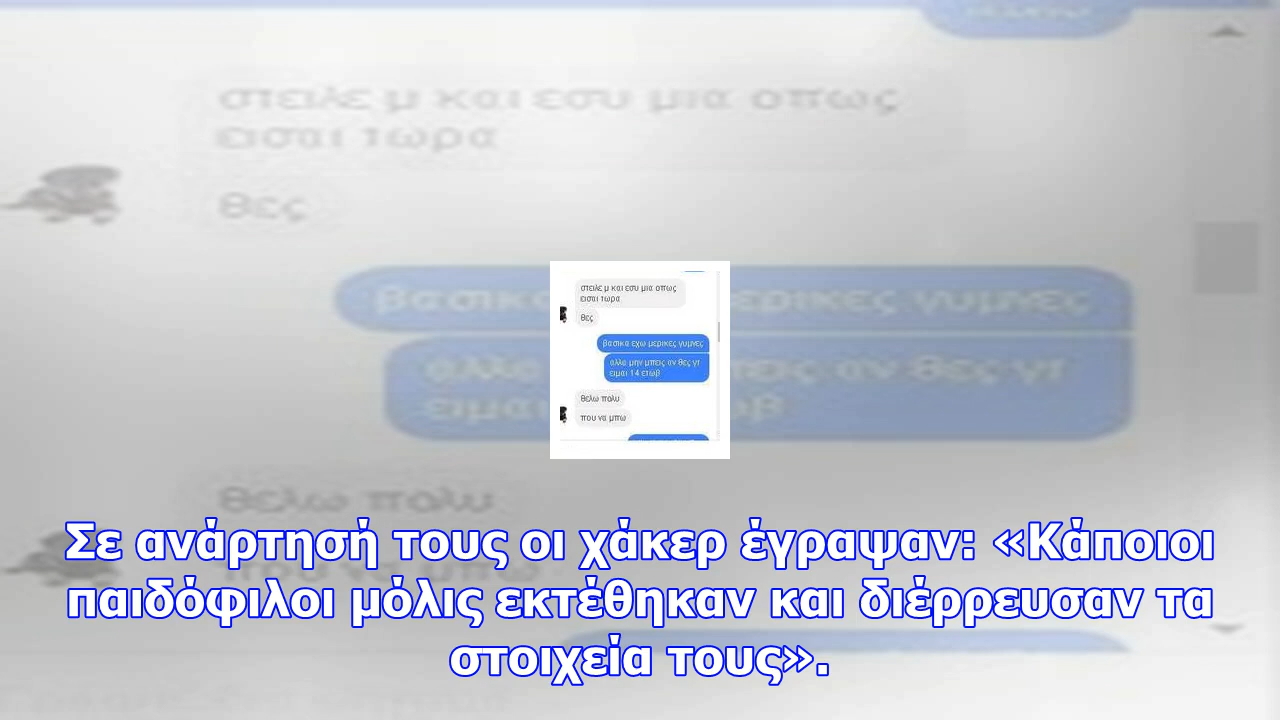 στειλε μ και εσυ μια οπως
εισαι τωρα
θες
βασικα εχω μερικες γυμνες
αλλα μην μπεις αν θες γτ
ειμαι 14 ετωβ
θελω πολυ
που να μπω
Σε ανάρτησή τους οι χάκερ έγραψαν: «Κάποιοι
παιδόφιλοι μόλις εκτέθηκαν και διέρρευσαν τα
στοιχεία τους».